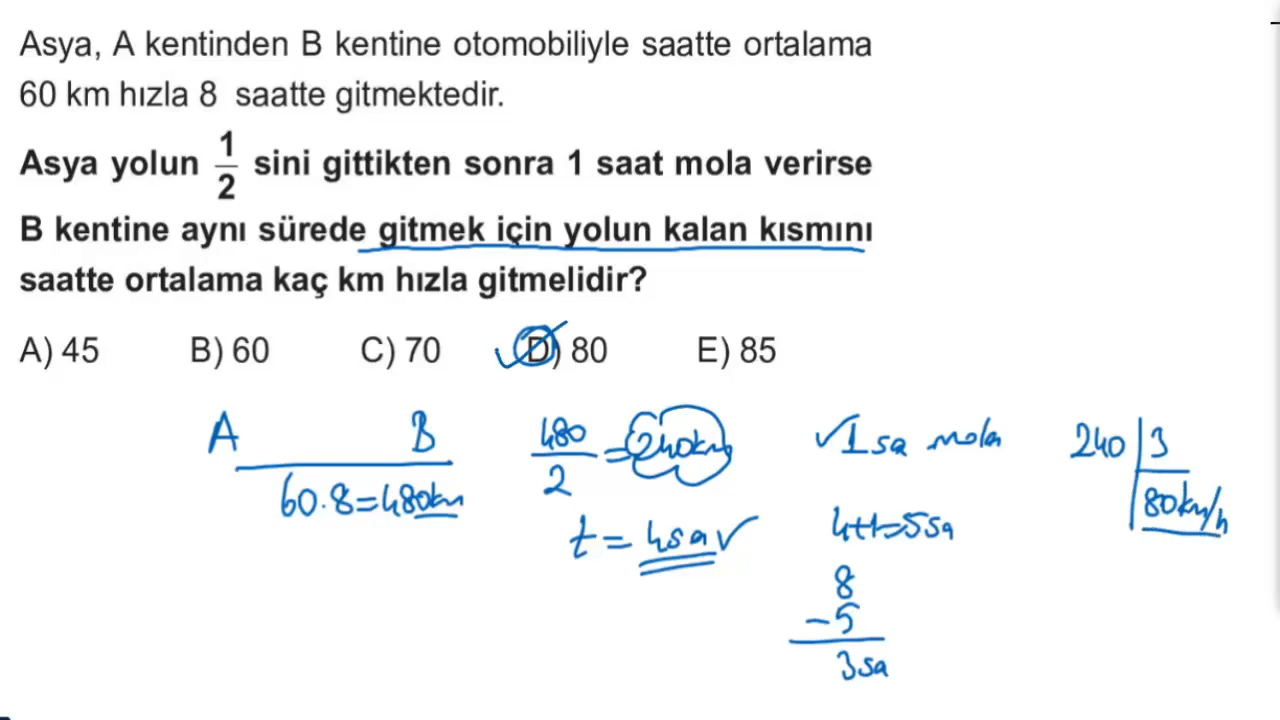 Asya, A kentinden B kentine otomobiliyle saatte ortalama
60 km hızla 8 saatte gitmektedir.
Asya yolun 1/2 sini gittikten sonra 1 saat mola verirse
B kentine aynı sürede gitmek için yolun kalan kısmını
saatte ortalama kaç km hızla gitmelidir?
A) 45 B) 60 C) 70 D) 80 E) 85
A B
60.8=480km
480/2=240km
t=4sa√
√1sa mola
4+1=5sa
8
-5
3sa
240 | 3
80km/h